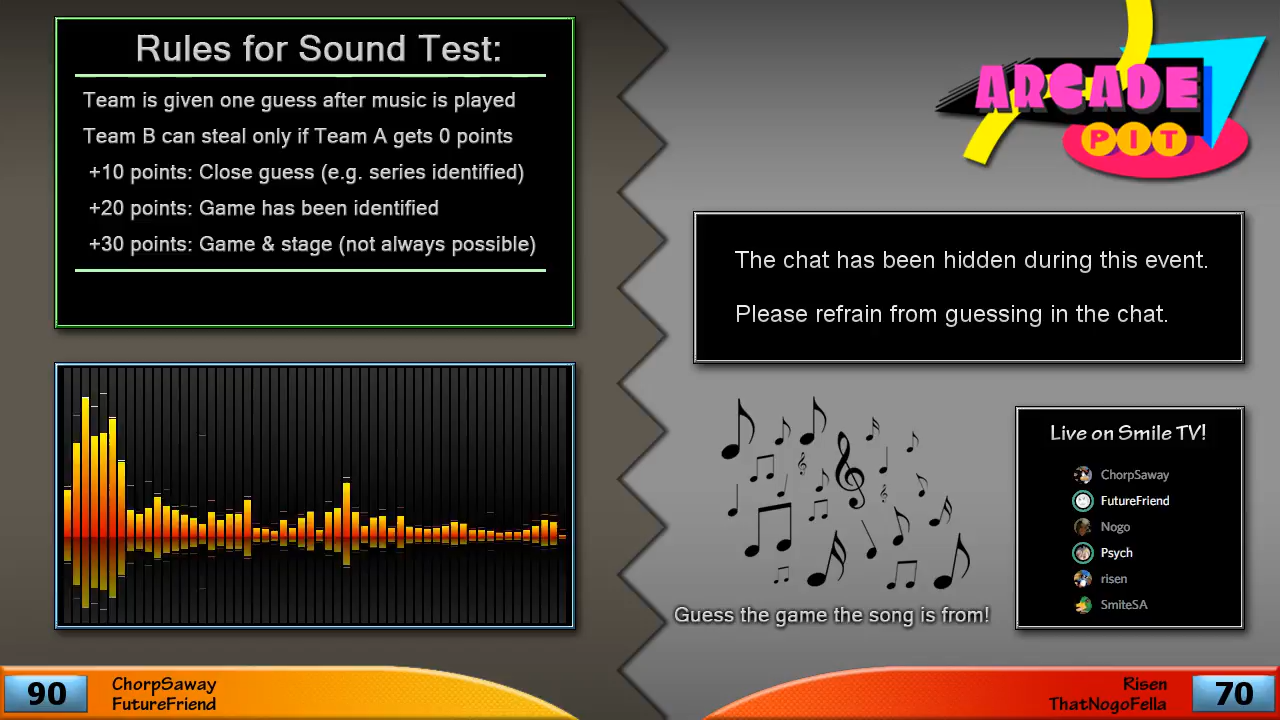 Rules for Sound Test:
Team is given one guess after music is played
Team B can steal only if Team A gets 0 points
+10 points: Close guess (e.g. series identified)
+20 points: Game has been identified
+30 points: Game & stage (not always possible)
ARCADE
PIT
The chat has been hidden during this event.
Please refrain from guessing in the chat.
Live on Smile TV!
ChorpSaway
FutureFriend
Nogo
Psych
risen
SmiteSA
Guess the game the song is from!
90
ChorpSaway
FutureFriend
Risen
ThatNogoFella
70